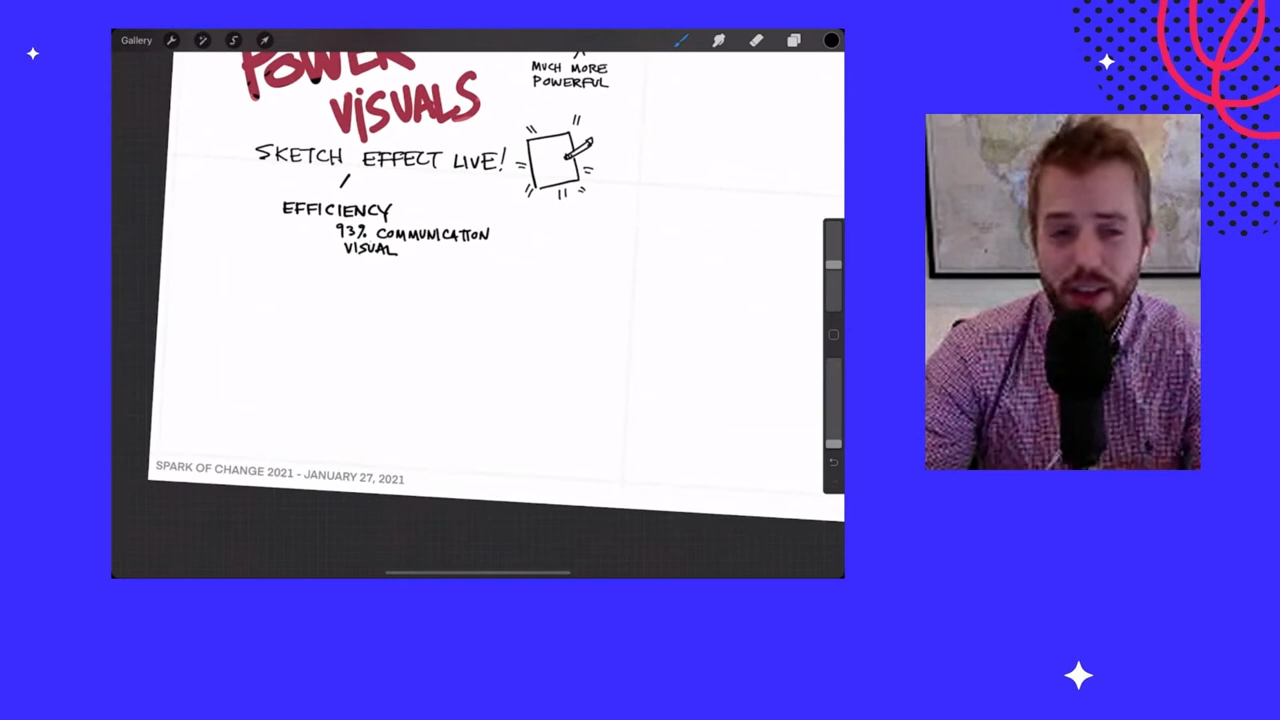 Gallery
POWER
VISUALS
MUCH MORE
POWERFUL
SKETCH EFFECT LIVE!
EFFICIENCY
93% COMMUNICATION
VISUAL
SPARK OF CHANGE 2021 - JANUARY 27, 2021